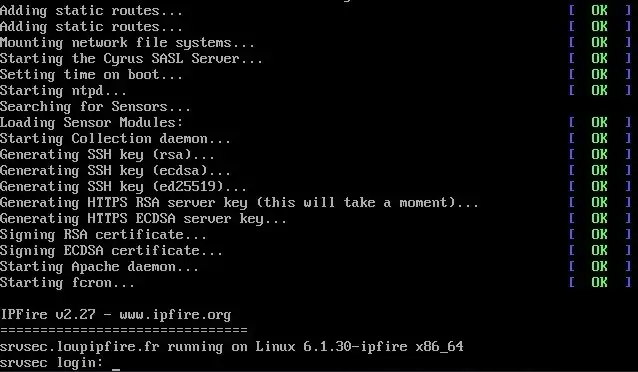 Adding static routes... [ OK ]
Adding static routes... [ OK ]
Mounting network file systems... [ OK ]
Starting the Cyrus SASL Server... [ OK ]
Setting time on boot... [ OK ]
Starting ntpd... [ OK ]
Searching for Sensors...
Loading Sensor Modules: [ OK ]
Starting Collection daemon... [ OK ]
Generating SSH key (rsa)... [ OK ]
Generating SSH key (ecdsa)... [ OK ]
Generating SSH key (ed25519)... [ OK ]
Generating HTTPS RSA server key (this will take a moment)... [ OK ]
Generating HTTPS ECDSA server key... [ OK ]
Signing RSA certificate... [ OK ]
Signing ECDSA certificate... [ OK ]
Starting Apache daemon... [ OK ]
Starting fcron... [ OK ]
IPFire v2.27 - www.ipfire.org
===============================
srvsec.loupipfire.fr running on Linux 6.1.30-ipfire x86_64
srvsec login: _